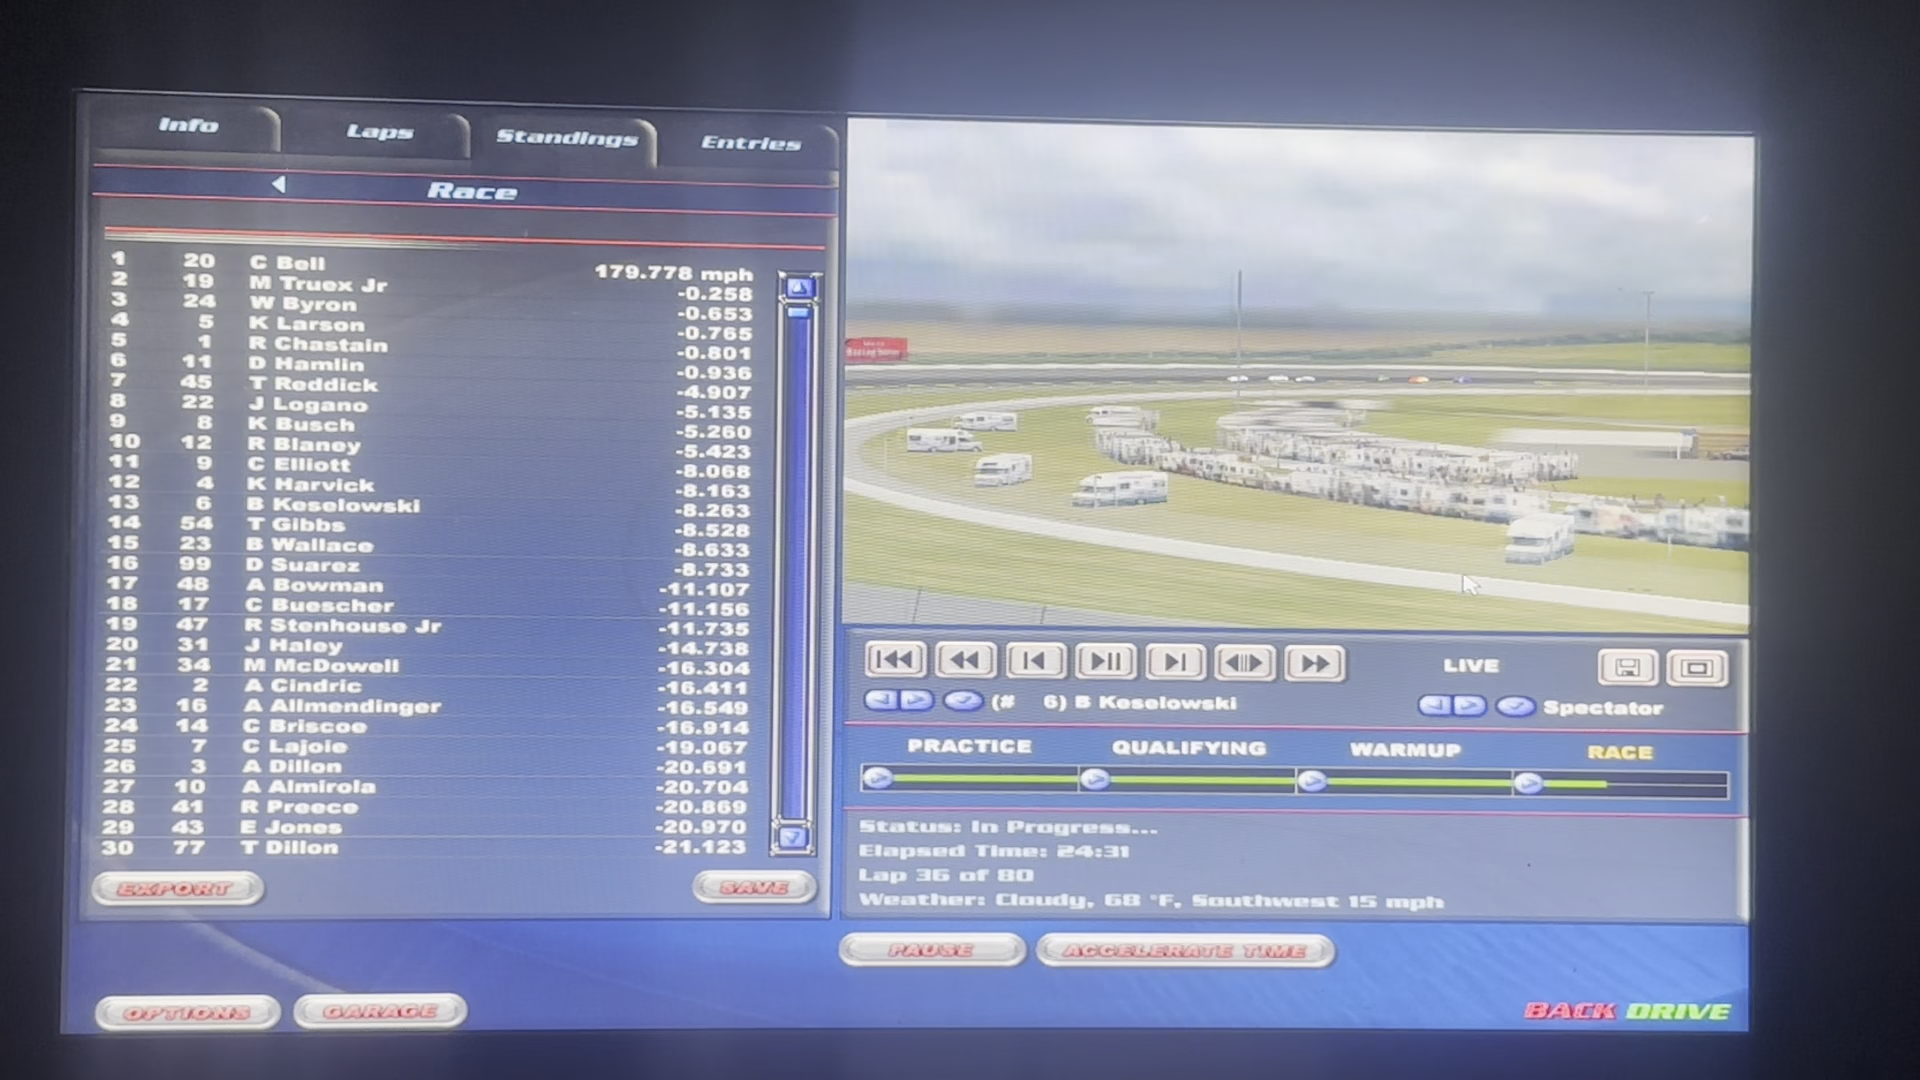 Info Laps Standings Entries
Race
1 20 C Bell 179.778 mph
2 19 M Truex Jr -0.258
3 24 W Byron -0.653
4 5 K Larson -0.765
5 1 R Chastain -0.801
6 11 D Hamlin -0.936
7 45 T Reddick -4.907
8 22 J Logano -5.135
9 8 K Busch -5.260
10 12 R Blaney -5.423
11 9 C Elliott -8.068
12 4 K Harvick -8.163
13 6 B Keselowski -8.263
14 54 T Gibbs -8.528
15 23 B Wallace -8.633
16 99 D Suarez -8.733
17 48 A Bowman -11.107
18 17 C Buescher -11.156
19 47 R Stenhouse Jr -11.735
20 31 J Haley -14.738
21 34 M McDowell -16.304
22 2 A Cindric -16.411
23 16 A Allmendinger -16.549
24 14 C Briscoe -16.914
25 7 C Lajoie -19.067
26 3 A Dillon -20.691
27 10 A Almirola -20.704
28 41 R Preece -20.869
29 43 E Jones -20.970
30 77 T Dillon -21.123
EXPORT SAVE
LIVE
(# 6) B Keselowski Spectator
PRACTICE QUALIFYING WARMUP RACE
Status: In Progress...
Elapsed Time: 24:31
Lap 36 of 80
Weather: Cloudy, 68 °F, Southwest 15 mph
PAUSE ACCELERATE TIME
OPTIONS GARAGE
BACK DRIVE